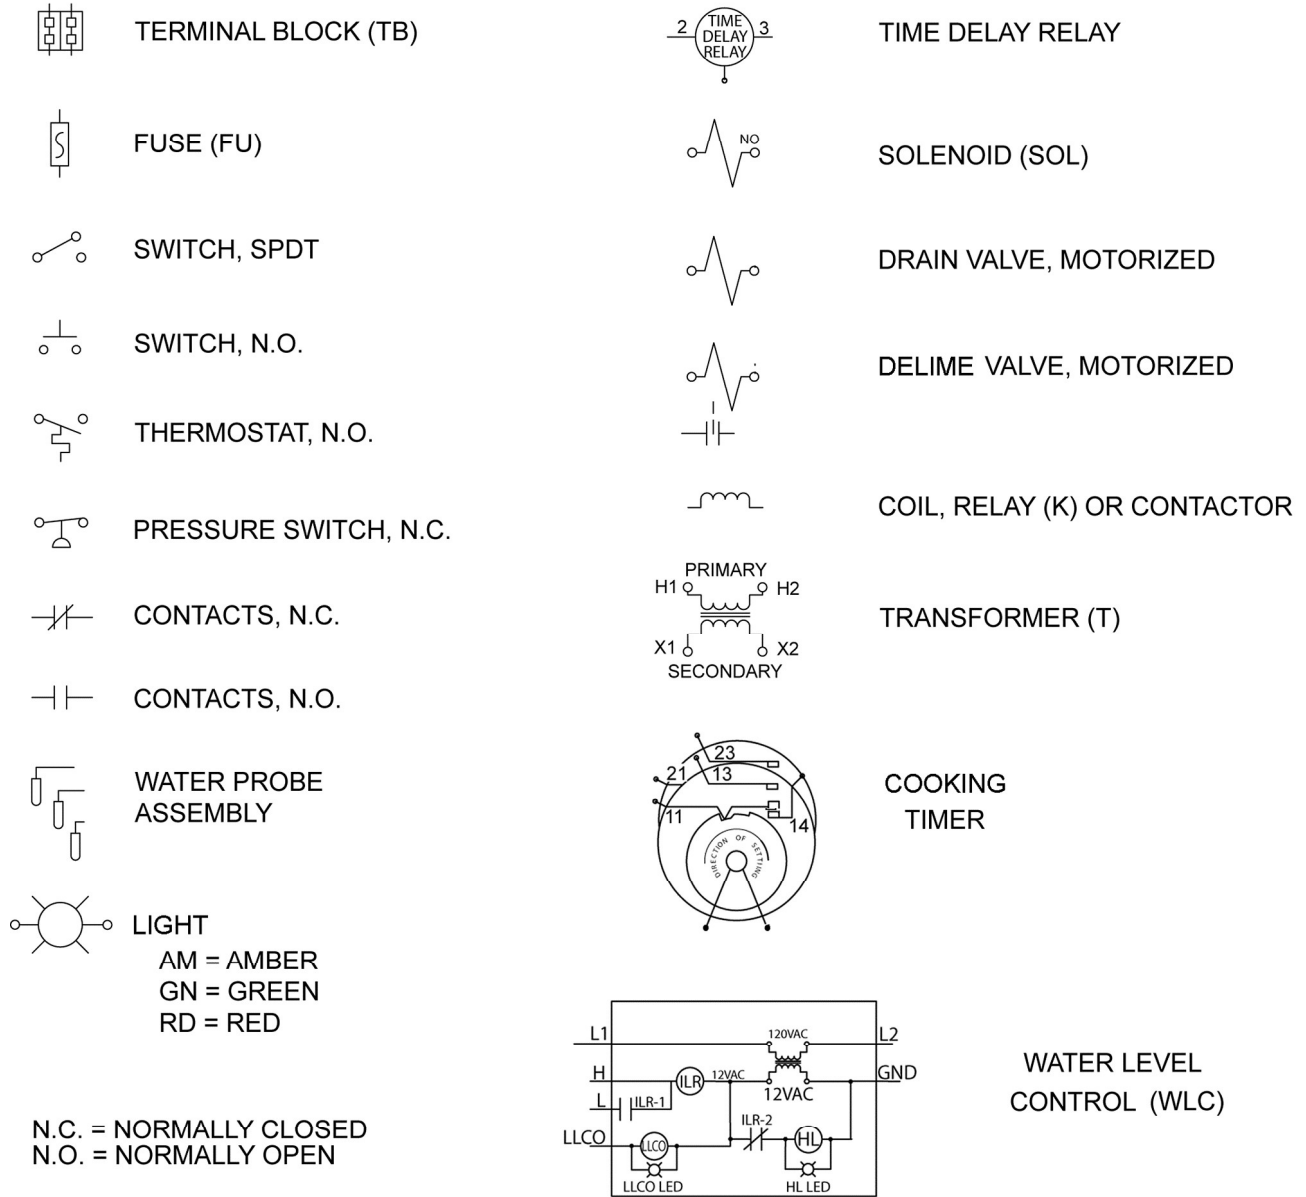 TERMINAL BLOCK (TB)
FUSE (FU)
SWITCH, SPDT
SWITCH, N.O.
THERMOSTAT, N.O.
PRESSURE SWITCH, N.C.
CONTACTS, N.C.
CONTACTS, N.O.
WATER PROBE
ASSEMBLY
LIGHT
AM = AMBER
GN = GREEN
RD = RED
N.C. = NORMALLY CLOSED
N.O. = NORMALLY OPEN
2 TIME DELAY RELAY 3
TIME DELAY RELAY
NO
SOLENOID (SOL)
DRAIN VALVE, MOTORIZED
DELIME VALVE, MOTORIZED
COIL, RELAY (K) OR CONTACTOR
PRIMARY
H1 H2
TRANSFORMER (T)
X1 X2
SECONDARY
23
21 13
11 14
DIRECTION OF SETTING
COOKING
TIMER
L1 120VAC L2
H ILR 12VAC GND
12VAC
L ILR-1
ILR-2
LLCO LLCO HL
LLCO LED HL LED
WATER LEVEL
CONTROL (WLC)